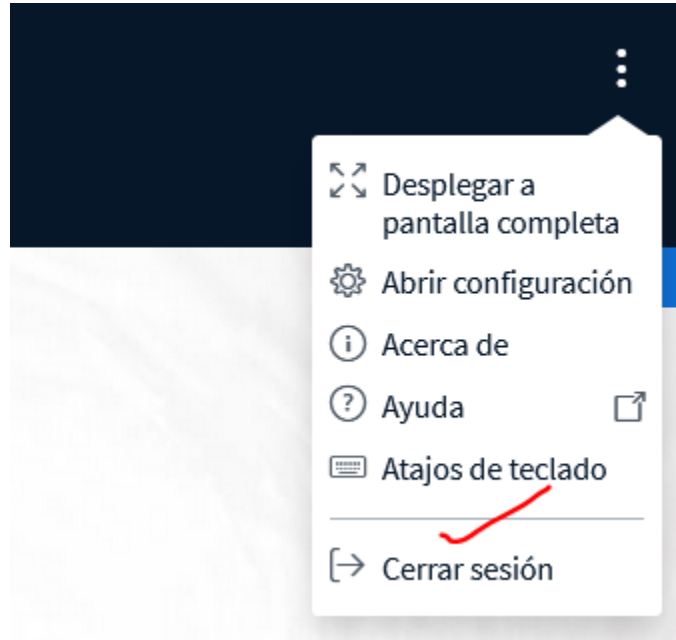 Desplegar a
pantalla completa
Abrir configuración
Acerca de
Ayuda
Atajos de teclado
Cerrar sesión